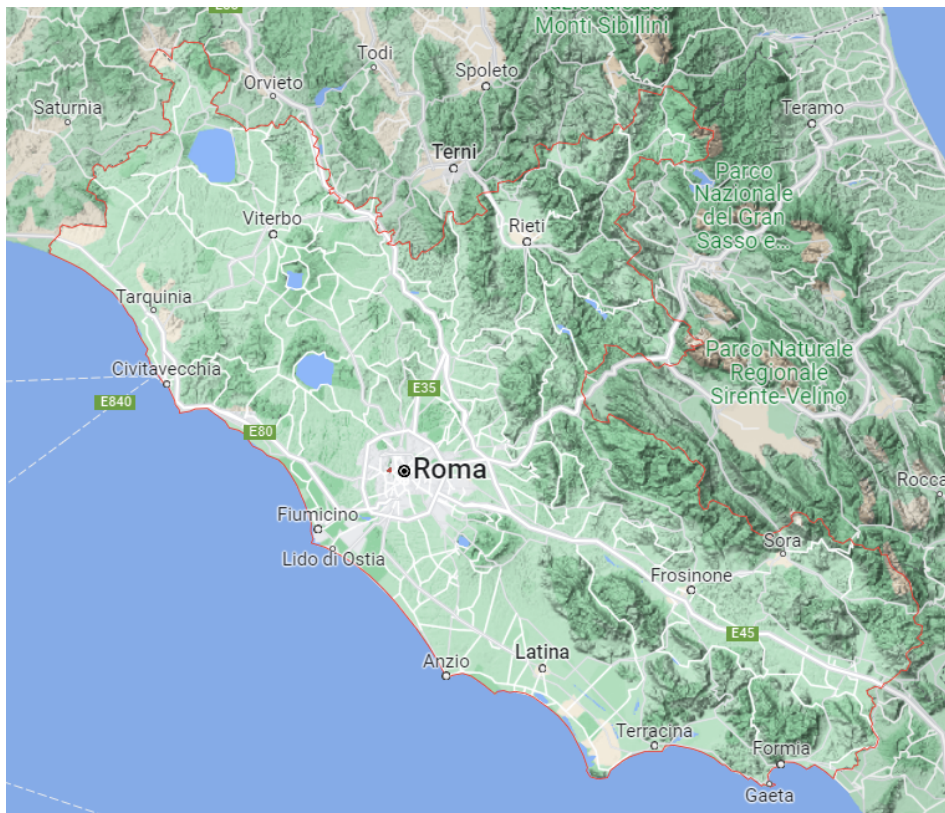 Monti Sibillini
Todi
Orvieto
Spoleto
Saturnia
Teramo
Terni
Parco
Nazionale
del Gran
Sasso e...
Viterbo
Rieti
Tarquinia
Civitavecchia
Parco Naturale
Regionale
Sirente-Velino
E35
E840
E80
Roma
Rocca
Fiumicino
Lido di Ostia
Sora
Frosinone
E45
Latina
Anzio
Terracina
Formia
Gaeta